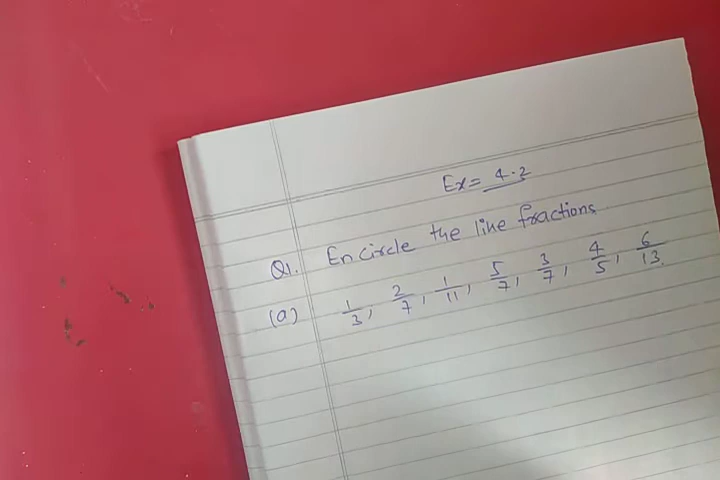 Ex = 4.2
Q1. Encircle the like fractions
(a) 1/3, 2/7, 1/11, 5/7, 3/7, 4/5, 6/13.